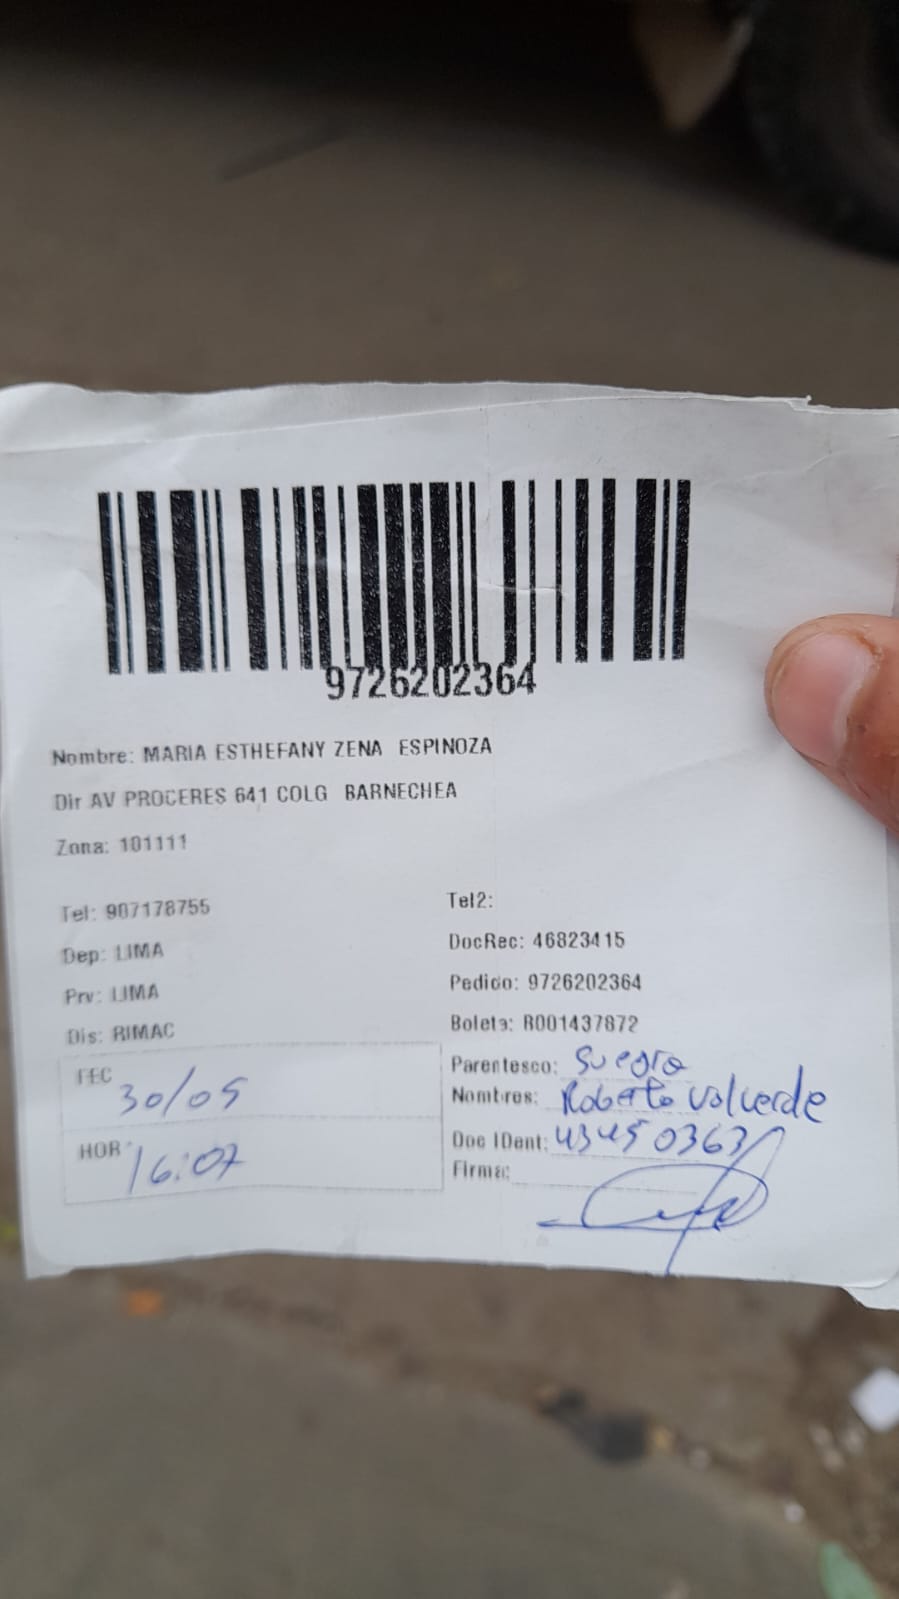 9726202364
Nombre: MARIA ESTHEFANY ZENA ESPINOZA
Dir AV PROCERES 641 COLG BARNECHEA
Zona: 101111
Tel: 907178755
Dep: LIMA
Prv: LIMA
Dis: RIMAC
FEC 30/05
HOR 16:07
Tel2:
DocRec: 46823415
Pedido: 9726202364
Boleta: B001437872
Parentesco: Suegro
Nombres: Roberto Valverde
Doc IDent: 43450363
Firma: